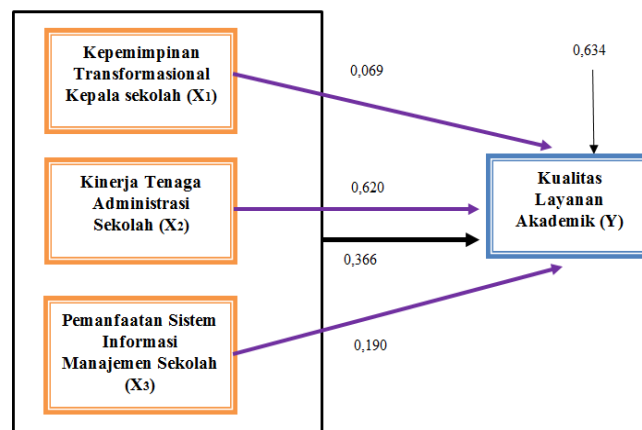 Kepemimpinan
Transformasional
Kepala sekolah (X1)
0,069
0,634
Kinerja Tenaga
Administrasi
Sekolah (X2)
0,620
Kualitas
Layanan
Akademik (Y)
0,366
Pemanfaatan Sistem
Informasi
Manajemen Sekolah
(X3)
0,190